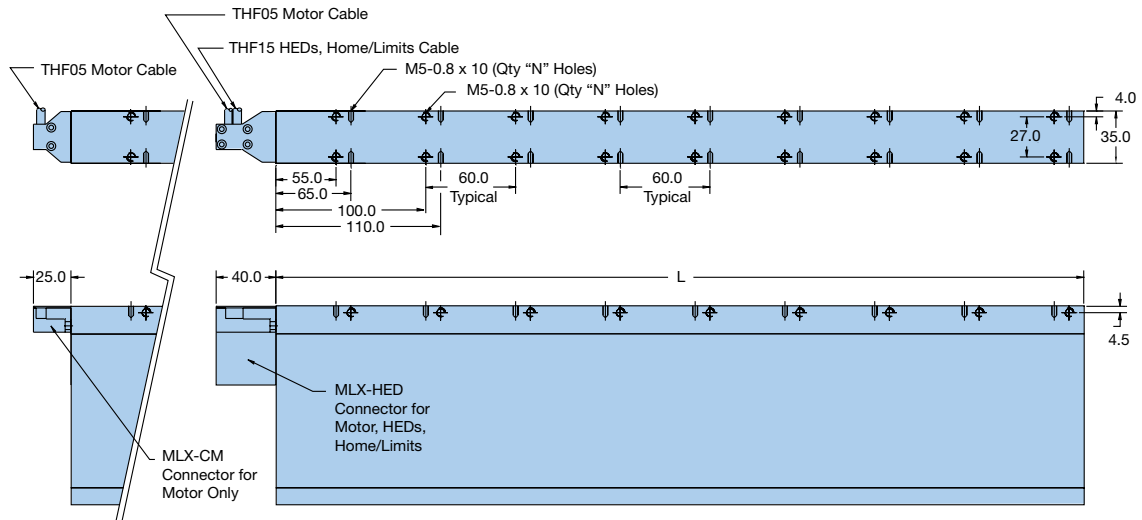 THF05 Motor Cable
THF15 HEDs, Home/Limits Cable
THF05 Motor Cable
M5-0.8 x 10 (Qty “N” Holes)
M5-0.8 x 10 (Qty “N” Holes)
4.0
27.0
35.0
55.0
60.0
Typical
60.0
Typical
65.0
100.0
110.0
25.0
40.0
L
4.5
MLX-HED
Connector for
Motor, HEDs,
Home/Limits
MLX-CM
Connector for
Motor Only